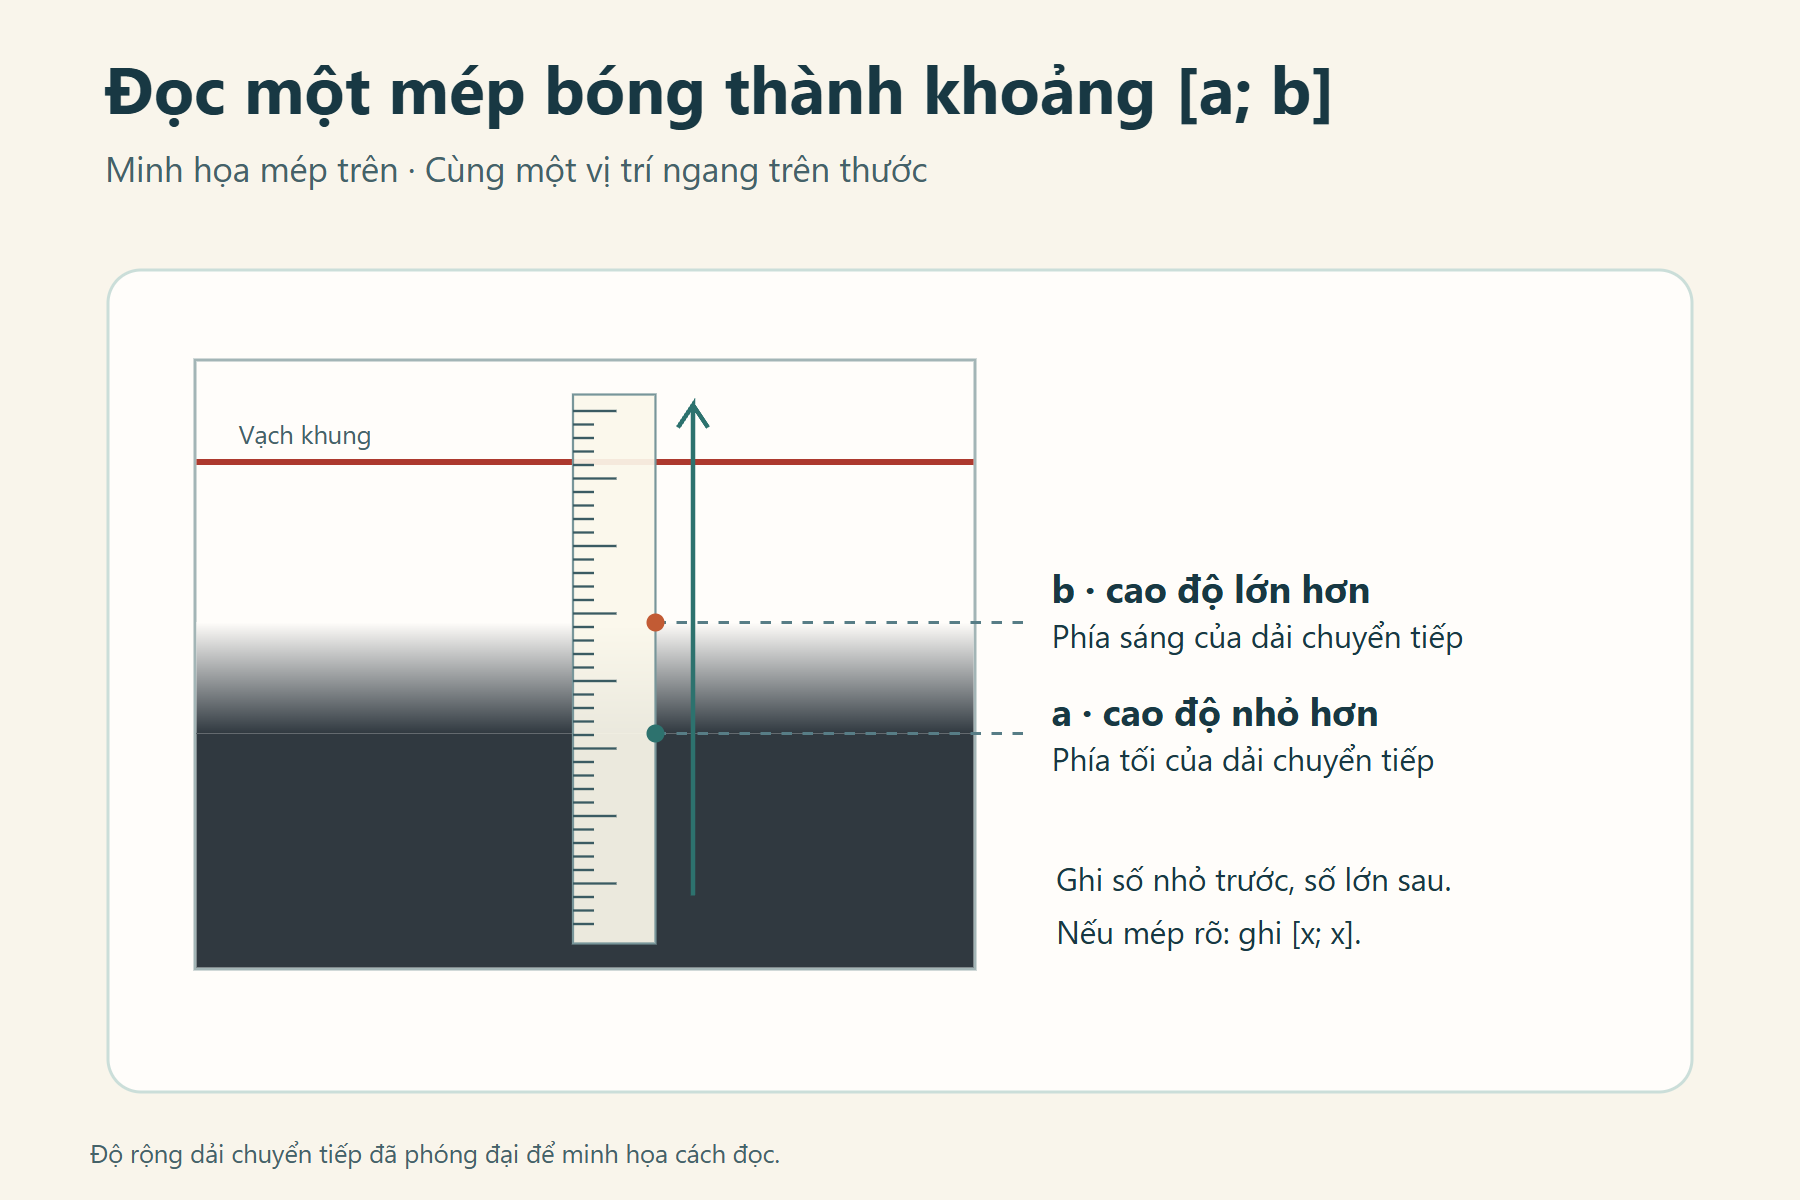 Đọc một mép bóng thành khoảng [a; b]
Minh họa mép trên · Cùng một vị trí ngang trên thước
Vạch khung
b · cao độ lớn hơn
Phía sáng của dải chuyển tiếp
a · cao độ nhỏ hơn
Phía tối của dải chuyển tiếp
Ghi số nhỏ trước, số lớn sau.
Nếu mép rõ: ghi [x; x].
Độ rộng dải chuyển tiếp đã phóng đại để minh họa cách đọc.